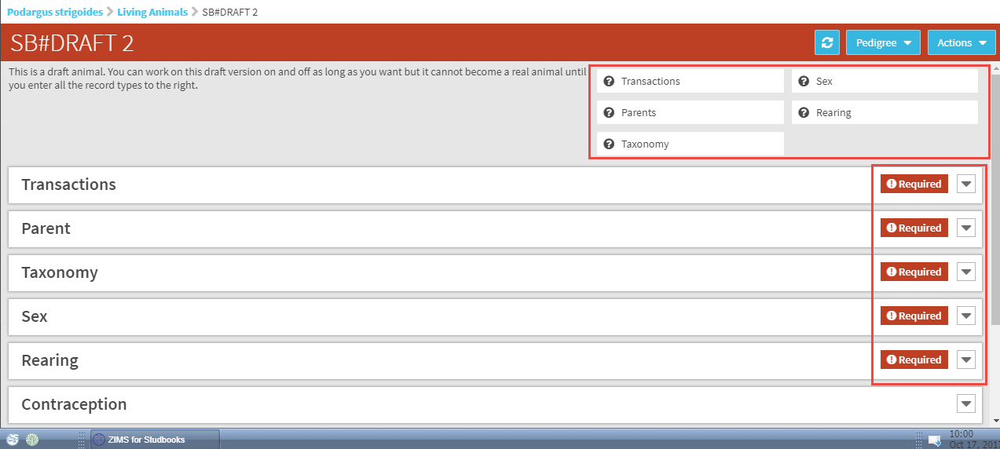 Podargus strigoides > Living Animals > SB#DRAFT 2
SB#DRAFT 2
Pedigree
Actions
This is a draft animal. You can work on this draft version on and off as long as you want but it cannot become a real animal until
you enter all the record types to the right.
Transactions
Sex
Parents
Rearing
Taxonomy
Transactions
Required
Parent
Required
Taxonomy
Required
Sex
Required
Rearing
Required
Contraception
ZIMS for Studbooks
10:00
Oct 17, 201